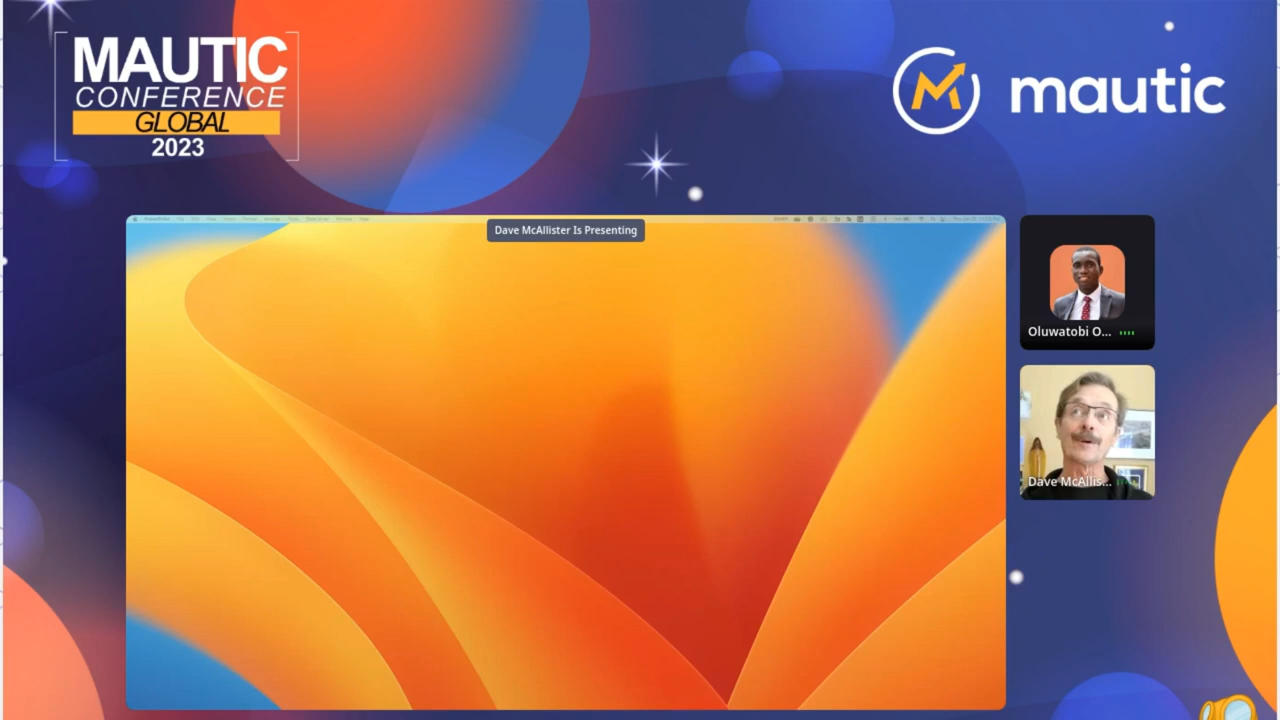 MAUTIC
CONFERENCE
GLOBAL
2023
mautic
Dave McAllister Is Presenting
Oluwatobi O...
Dave McAllis...